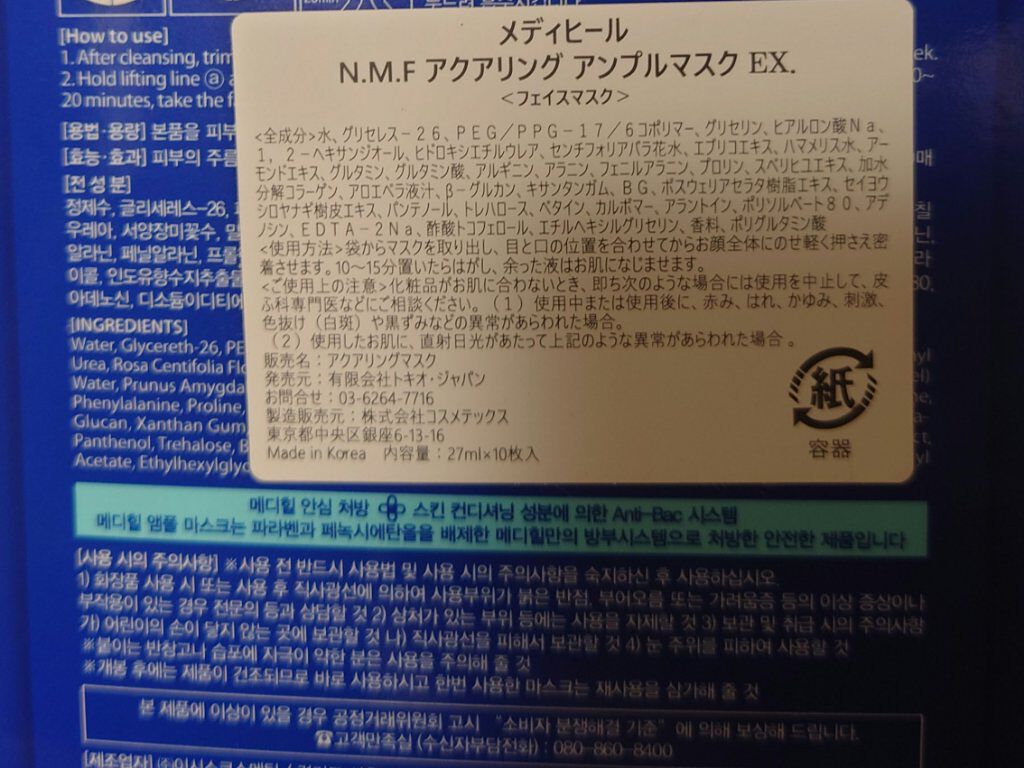 [How to use]
1. After cleansing, trim
2. Hold lifting line ⓐ
20 minutes, take the
[용법·용량] 본품을 피부
[효능·효과] 피부의 주름
[전 성 분]
정제수, 글리세레스-26,
우레아, 서양장미꽃수,
알라닌, 페닐알라닌, 프롤린
이콜, 인도유향수지추출물
아데노신, 디소듐이디티에
[INGREDIENTS]
Water, Glycereth-26, PE
Urea, Rosa Centifolia Flo
Water, Prunus Amygda
Phenylalanine, Proline,
Glucan, Xanthan Gum
Panthenol, Trehalose, B
Acetate, Ethylhexylglyc
メディヒール
N.M.F アクアリング アンプルマスク EX.
＜フェイスマスク＞
<全成分>水、グリセレス－２６、ＰＥＧ／ＰＰＧ－１７／６コポリマー、グリセリン、ヒアルロン酸Ｎａ、
１，２－ヘキサンジオール、ヒドロキシエチルウレア、センチフォリアバラ花水、エブリコエキス、ハマメリス水、アー
モンドエキス、グルタミン、グルタミン酸、アルギニン、アラニン、フェニルアラニン、プロリン、スベリヒユエキス、加水
分解コラーゲン、アロエベラ液汁、β－グルカン、キサンタンガム、ＢＧ、ボスウェリアセラタ樹脂エキス、セイヨウ
シロヤナギ樹皮エキス、パンテノール、トレハロース、ベタイン、カルボマー、アラントイン、ポリソルベート８０、アデ
ノシン、ＥＤＴＡ－２Ｎａ、酢酸トコフェロール、エチルヘキシルグリセリン、香料、ポリグルタミン酸
<使用方法>袋からマスクを取り出し、目と口の位置を合わせてからお顔全体にのせ軽く押さえ密
着させます。10～15分置いたらはがし、余った液はお肌になじませます。
<ご使用上の注意>化粧品がお肌に合わないとき、即ち次のような場合には使用を中止して、皮
ふ科専門医などにご相談ください。（１）使用中または使用後に、赤み、はれ、かゆみ、刺激、
色抜け（白斑）や黒ずみなどの異常があらわれた場合。
（２）使用したお肌に、直射日光があたって上記のような異常があらわれた場合。
販売名：アクアリングマスク
発売元：有限会社トキオ・ジャパン
お問合せ：03-6264-7716
製造販売元：株式会社コスメテックス
東京都中央区銀座6-13-16
Made in Korea 内容量：27ml×10枚入
紙
容器
메디힐 안심 처방 스킨 컨디셔닝 성분에 의한 Anti-Bac 시스템
메디힐 앰플 마스크는 파라벤과 페녹시에탄올을 배제한 메디힐만의 방부시스템으로 처방한 안전한 제품입니다
[사용 시의 주의사항] ※사용 전 반드시 사용법 및 사용 시의 주의사항을 숙지하신 후 사용하십시오.
1) 화장품 사용 시 또는 사용 후 직사광선에 의하여 사용부위가 붉은 반점, 부어오름 또는 가려움증 등의 이상 증상이나
부작용이 있는 경우 전문의 등과 상담할 것 2) 상처가 있는 부위 등에는 사용을 자제할 것 3) 보관 및 취급 시의 주의사항
가) 어린이의 손이 닿지 않는 곳에 보관할 것 나) 직사광선을 피해서 보관할 것 4) 눈 주위를 피하여 사용할 것
※붙이는 반창고나 습포에 자극이 약한 분은 사용을 주의해 줄 것
※개봉 후에는 제품이 건조되므로 바로 사용하시고 한번 사용한 마스크는 재사용을 삼가해 줄 것
본 제품에 이상이 있을 경우 공정거래위원회 고시 "소비자 분쟁해결 기준"에 의해 보상해 드립니다.
☎고객만족실 (수신자부담전화) : 080-860-8400
[제조업자]